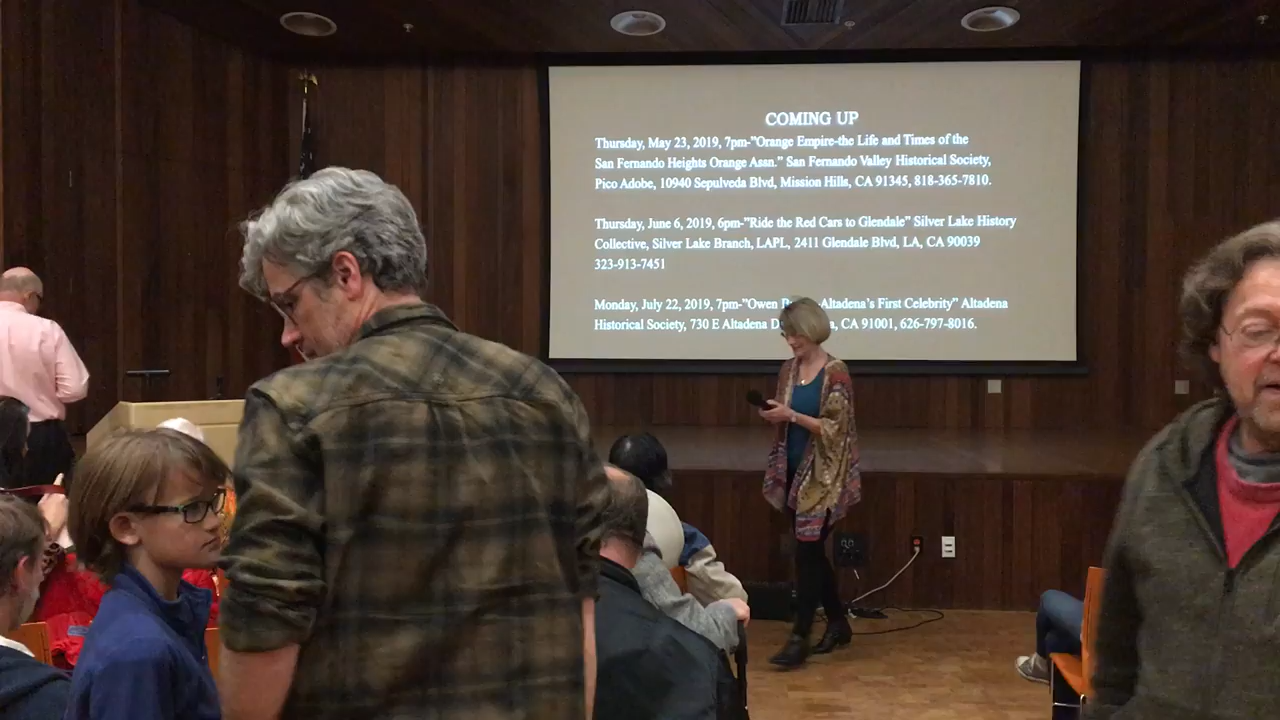 COMING UP
Thursday, May 23, 2019, 7pm-"Orange Empire-the Life and Times of the
San Fernando Heights Orange Assn." San Fernando Valley Historical Society,
Pico Adobe, 10940 Sepulveda Blvd, Mission Hills, CA 91345, 818-365-7810.
Thursday, June 6, 2019, 6pm-"Ride the Red Cars to Glendale" Silver Lake History
Collective, Silver Lake Branch, LAPL, 2411 Glendale Blvd, LA, CA 90039
323-913-7451
Monday, July 22, 2019, 7pm-"Owen Altadena's First Celebrity" Altadena
Historical Society, 730 E Altadena CA 91001, 626-797-8016.